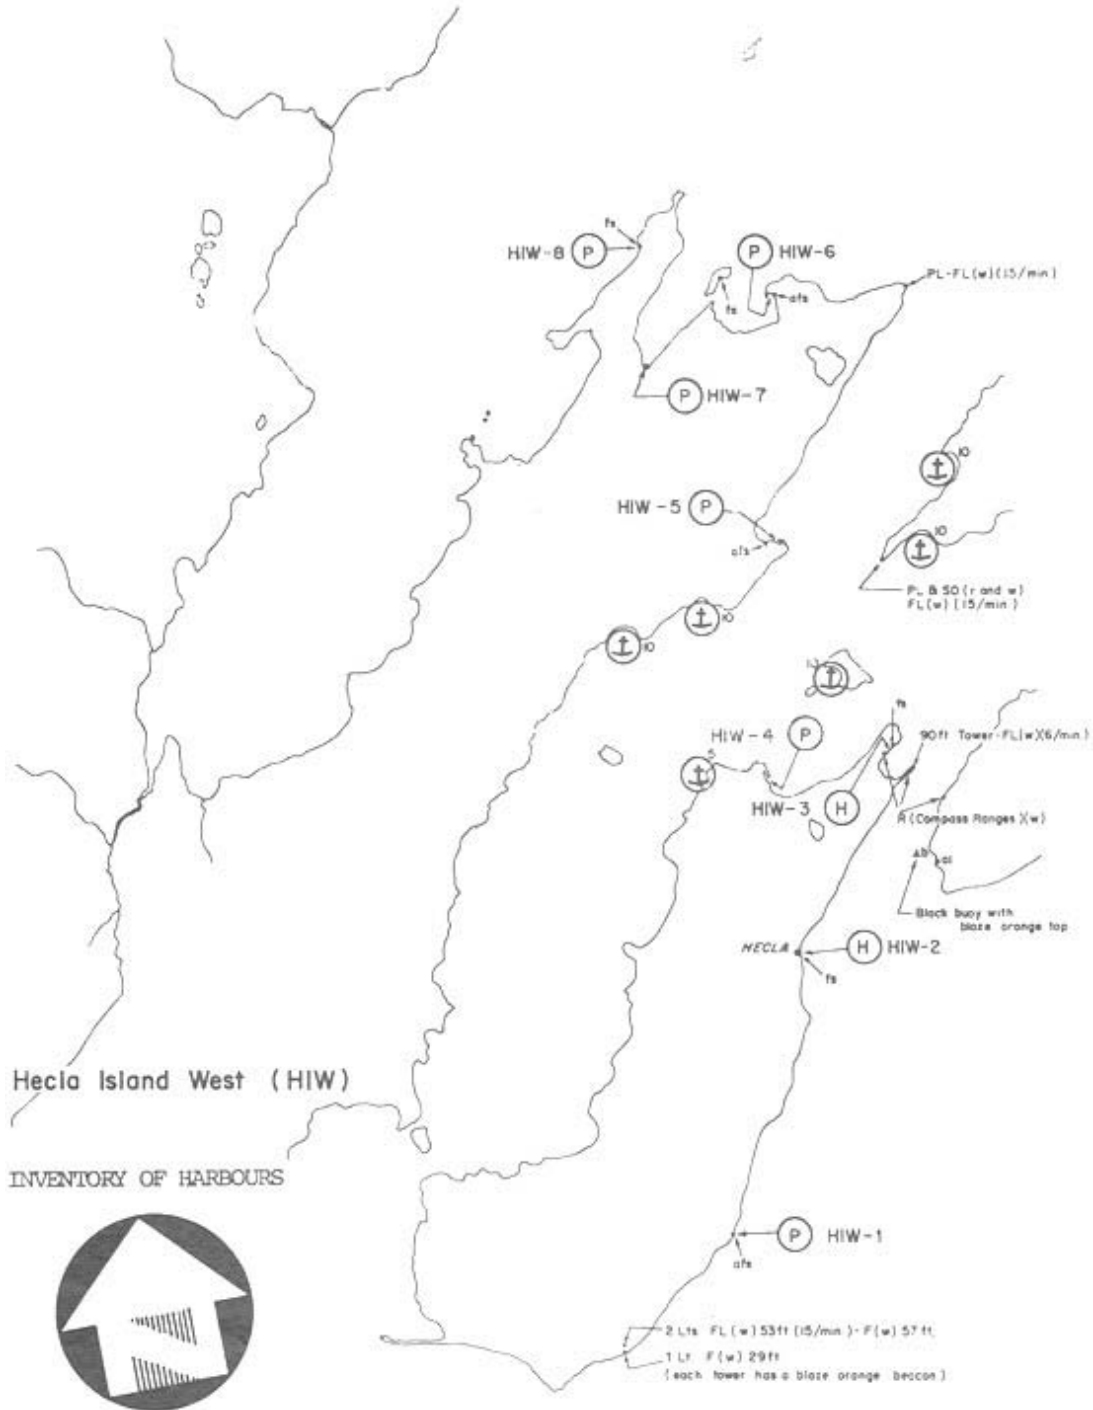 fs
HIW-8 P
P HIW-6
PL-FL(w)(15/min)
fs
afs
P HIW-7
10
HIW-5 P
afs
10
PL & SD (r and w)
FL(w) (15/min)
10
10
fs
HIW-4 P
90 ft Tower-FL(w)(6/min)
5
HIW-3 H
R (Compass Ranges)(w)
b
Black buoy with
blaze orange top
HECLA
H HIW-2
fs
Hecla Island West (HIW)
INVENTORY OF HARBOURS
P HIW-1
afs
2 Lts FL (w) 53ft (15/min)- F(w) 57ft.
1 Lt. F(w) 29ft
(each tower has a blaze orange beacon)
N